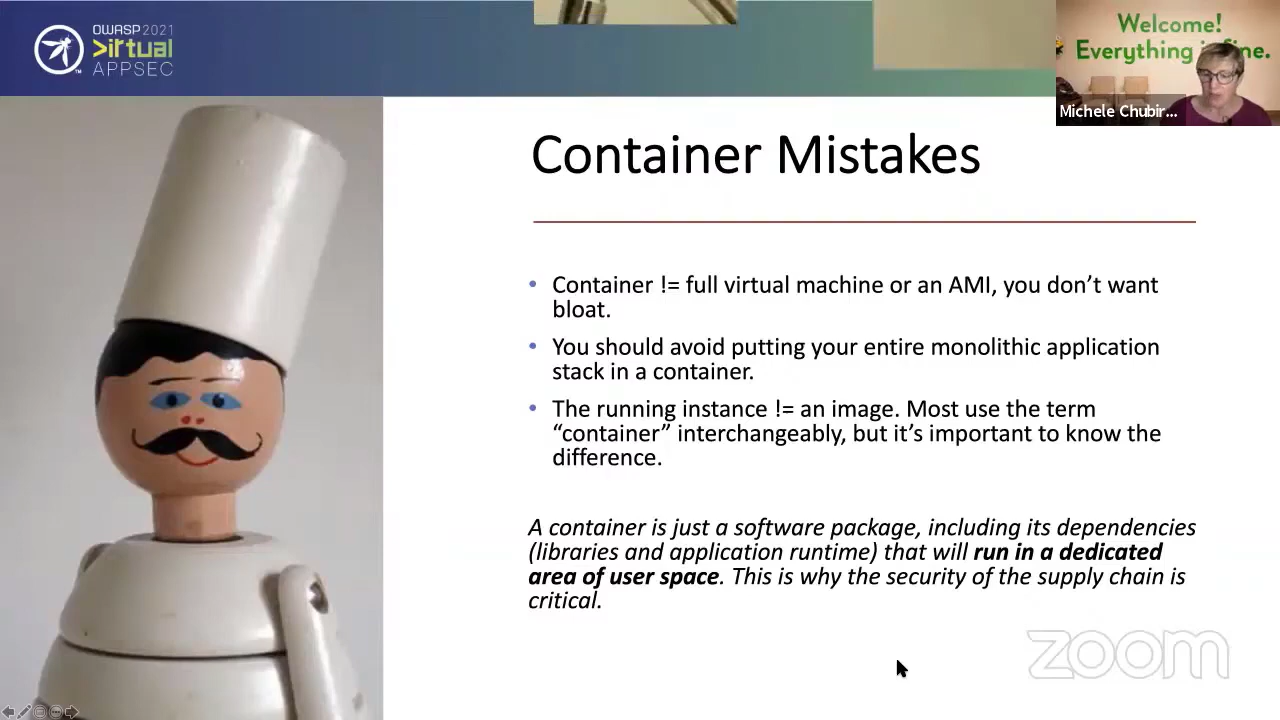 OWASP 2021
>irtual
APPSEC
Welcome!
Everything is fine.
Michele Chubir...
Container Mistakes
• Container != full virtual machine or an AMI, you don’t want
bloat.
• You should avoid putting your entire monolithic application
stack in a container.
• The running instance != an image. Most use the term
“container” interchangeably, but it’s important to know the
difference.
A container is just a software package, including its dependencies
(libraries and application runtime) that will run in a dedicated
area of user space. This is why the security of the supply chain is
critical.
zoom